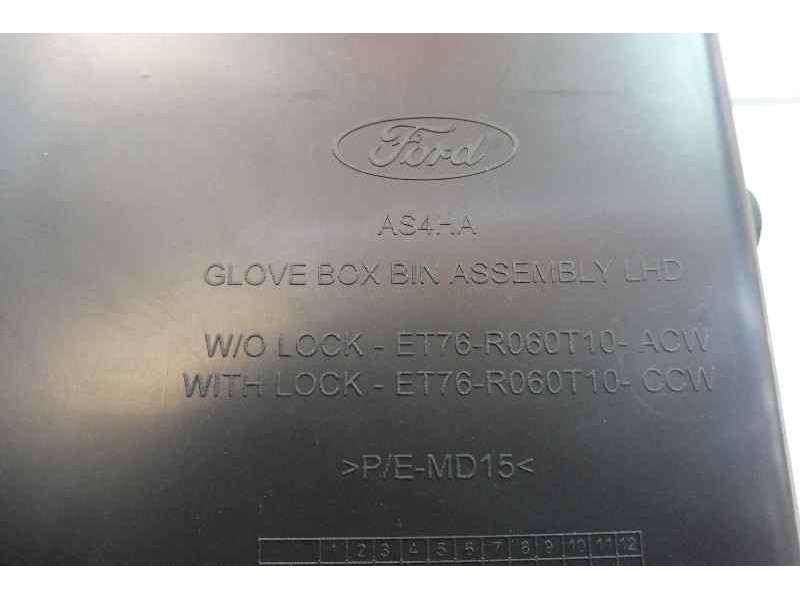 Ford
AS4HA
GLOVE BOX BIN ASSEMBLY LHD
W/O LOCK - ET76-R060T10- ACW
WITH LOCK - ET76-R060T10- CCW
>P/E-MD15<
1 2 3 4 5 6 7 8 9 10 11 12